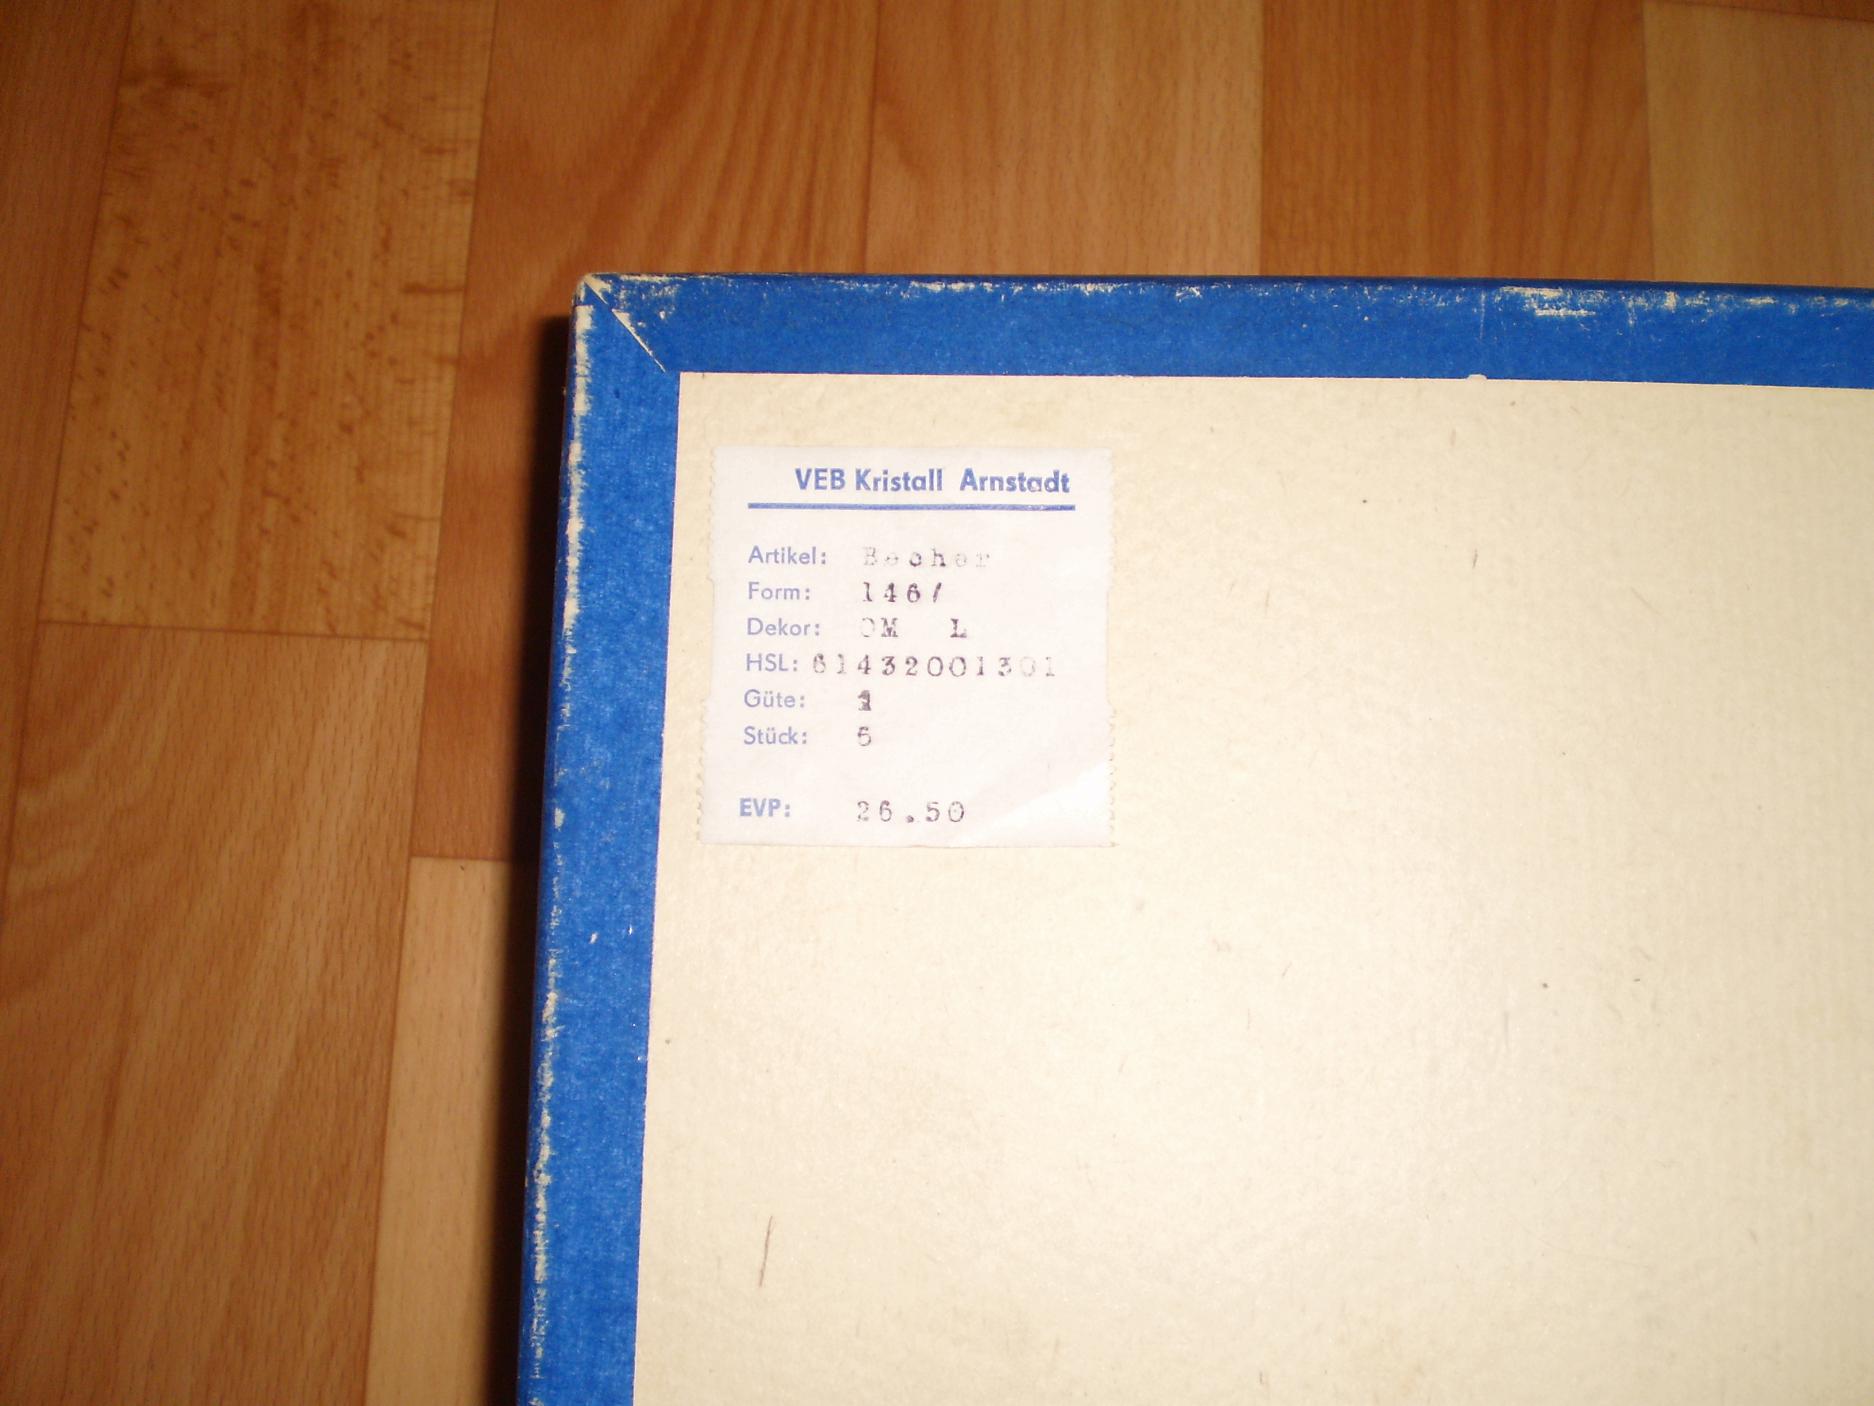 VEB Kristall Arnstadt
Artikel: Becher
Form: 146/
Dekor: OM L
HSL: 61432001301
Güte: 1
Stück: 6
EVP: 26.50